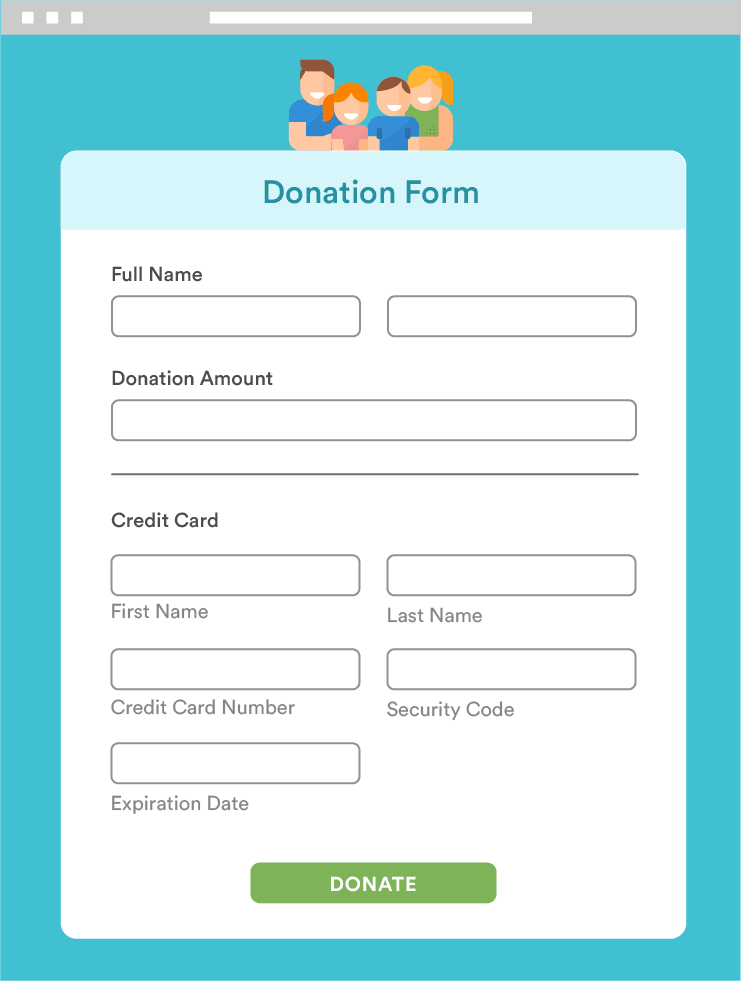 Donation Form
Full Name
Donation Amount
Credit Card
First Name
Last Name
Credit Card Number
Security Code
Expiration Date
DONATE